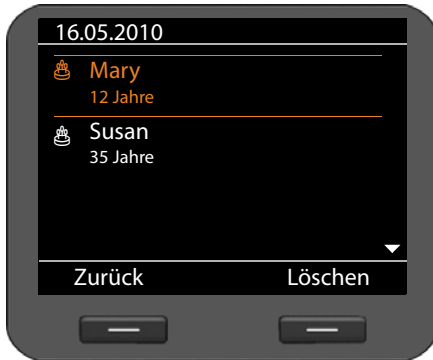 16.05.2010
Mary
12 Jahre
Susan
35 Jahre
Zurück Löschen